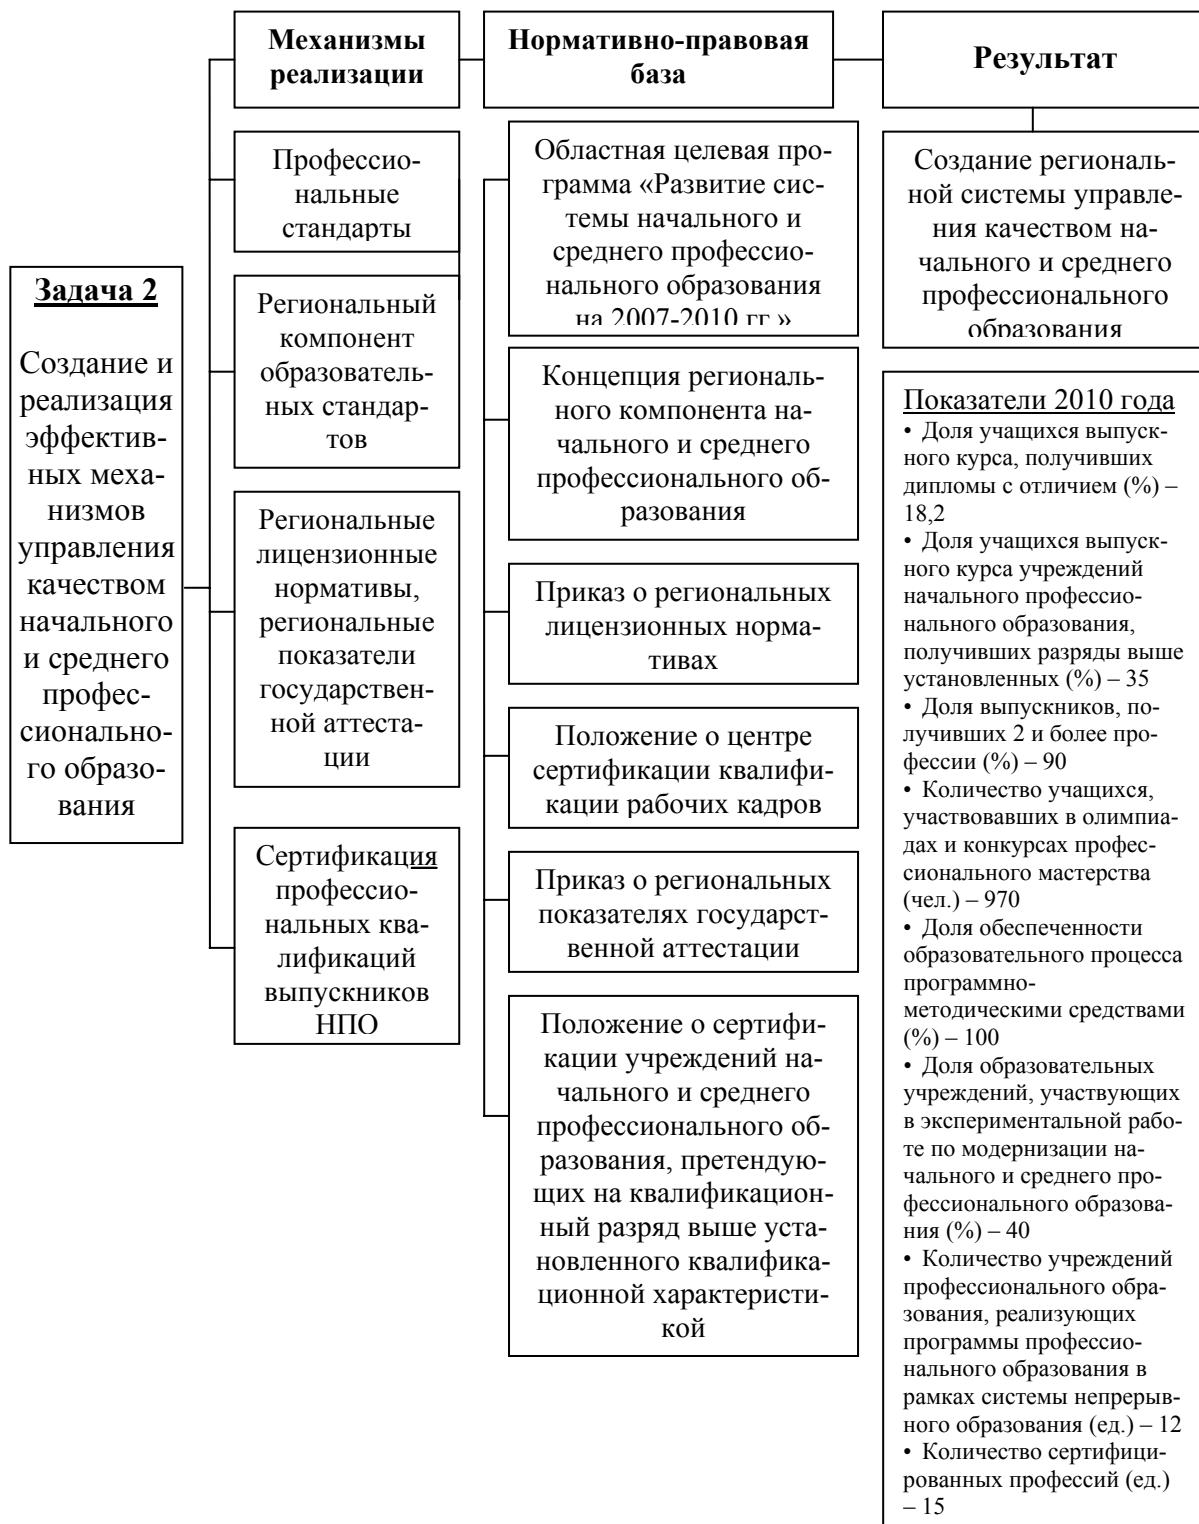 Механизмы
реализации
Нормативно-правовая
база
Результат
Задача 2
Создание и
реализация
эффектив-
ных меха-
низмов
управления
качеством
начального
и среднего
профес-
сионально-
го образо-
вания
Профессио-
нальные
стандарты
Региональный
компонент
образователь-
ных стандар-
тов
Региональные
лицензионные
нормативы,
региональные
показатели
государствен-
ной аттеста-
ции
Сертификация
профессио-
нальных ква-
лификаций
выпускников
НПО
Областная целевая про-
грамма «Развитие сис-
темы начального и
среднего профессио-
нального образования
на 2007-2010 гг.»
Концепция региональ-
ного компонента на-
чального и среднего
профессионального об-
разования
Приказ о региональных
лицензионных норма-
тивах
Положение о центре
сертификации квалифи-
кации рабочих кадров
Приказ о региональных
показателях государст-
венной аттестации
Положение о сертифи-
кации учреждений на-
чального и среднего
профессионального об-
разования, претендую-
щих на квалификацион-
ный разряд выше уста-
новленного квалифика-
ционной характеристи-
кой
Создание региональ-
ной системы управле-
ния качеством на-
чального и среднего
профессионального
образования
Показатели 2010 года
• Доля учащихся выпуск-
ного курса, получивших
дипломы с отличием (%) –
18,2
• Доля учащихся выпуск-
ного курса учреждений
начального профессио-
нального образования,
получивших разряды выше
установленных (%) – 35
• Доля выпускников, по-
лучивших 2 и более про-
фессии (%) – 90
• Количество учащихся,
участвовавших в олимпиа-
дах и конкурсах профес-
сионального мастерства
(чел.) – 970
• Доля обеспеченности
образовательного процесса
программно-
методическими средствами
(%) – 100
• Доля образовательных
учреждений, участвующих
в экспериментальной рабо-
те по модернизации на-
чального и среднего про-
фессионального образова-
ния (%) – 40
• Количество учреждений
профессионального обра-
зования, реализующих
программы профессио-
нального образования в
рамках системы непрерыв-
ного образования (ед.) – 12
• Количество сертифици-
рованных профессий (ед.)
– 15